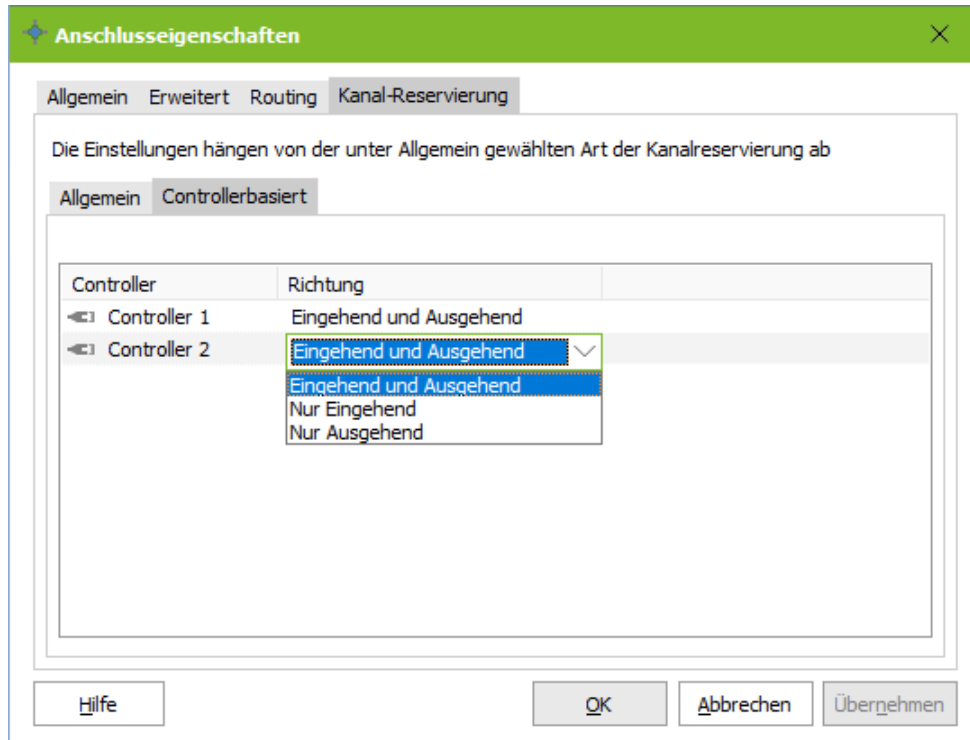 Anschlusseigenschaften
Allgemein Erweitert Routing Kanal-Reservierung
Die Einstellungen hängen von der unter Allgemein gewählten Art der Kanalreservierung ab
Allgemein Controllerbasiert
Controller Richtung
Controller 1 Eingehend und Ausgehend
Controller 2 Eingehend und Ausgehend
Eingehend und Ausgehend
Nur Eingehend
Nur Ausgehend
Hilfe OK Abbrechen Übernehmen